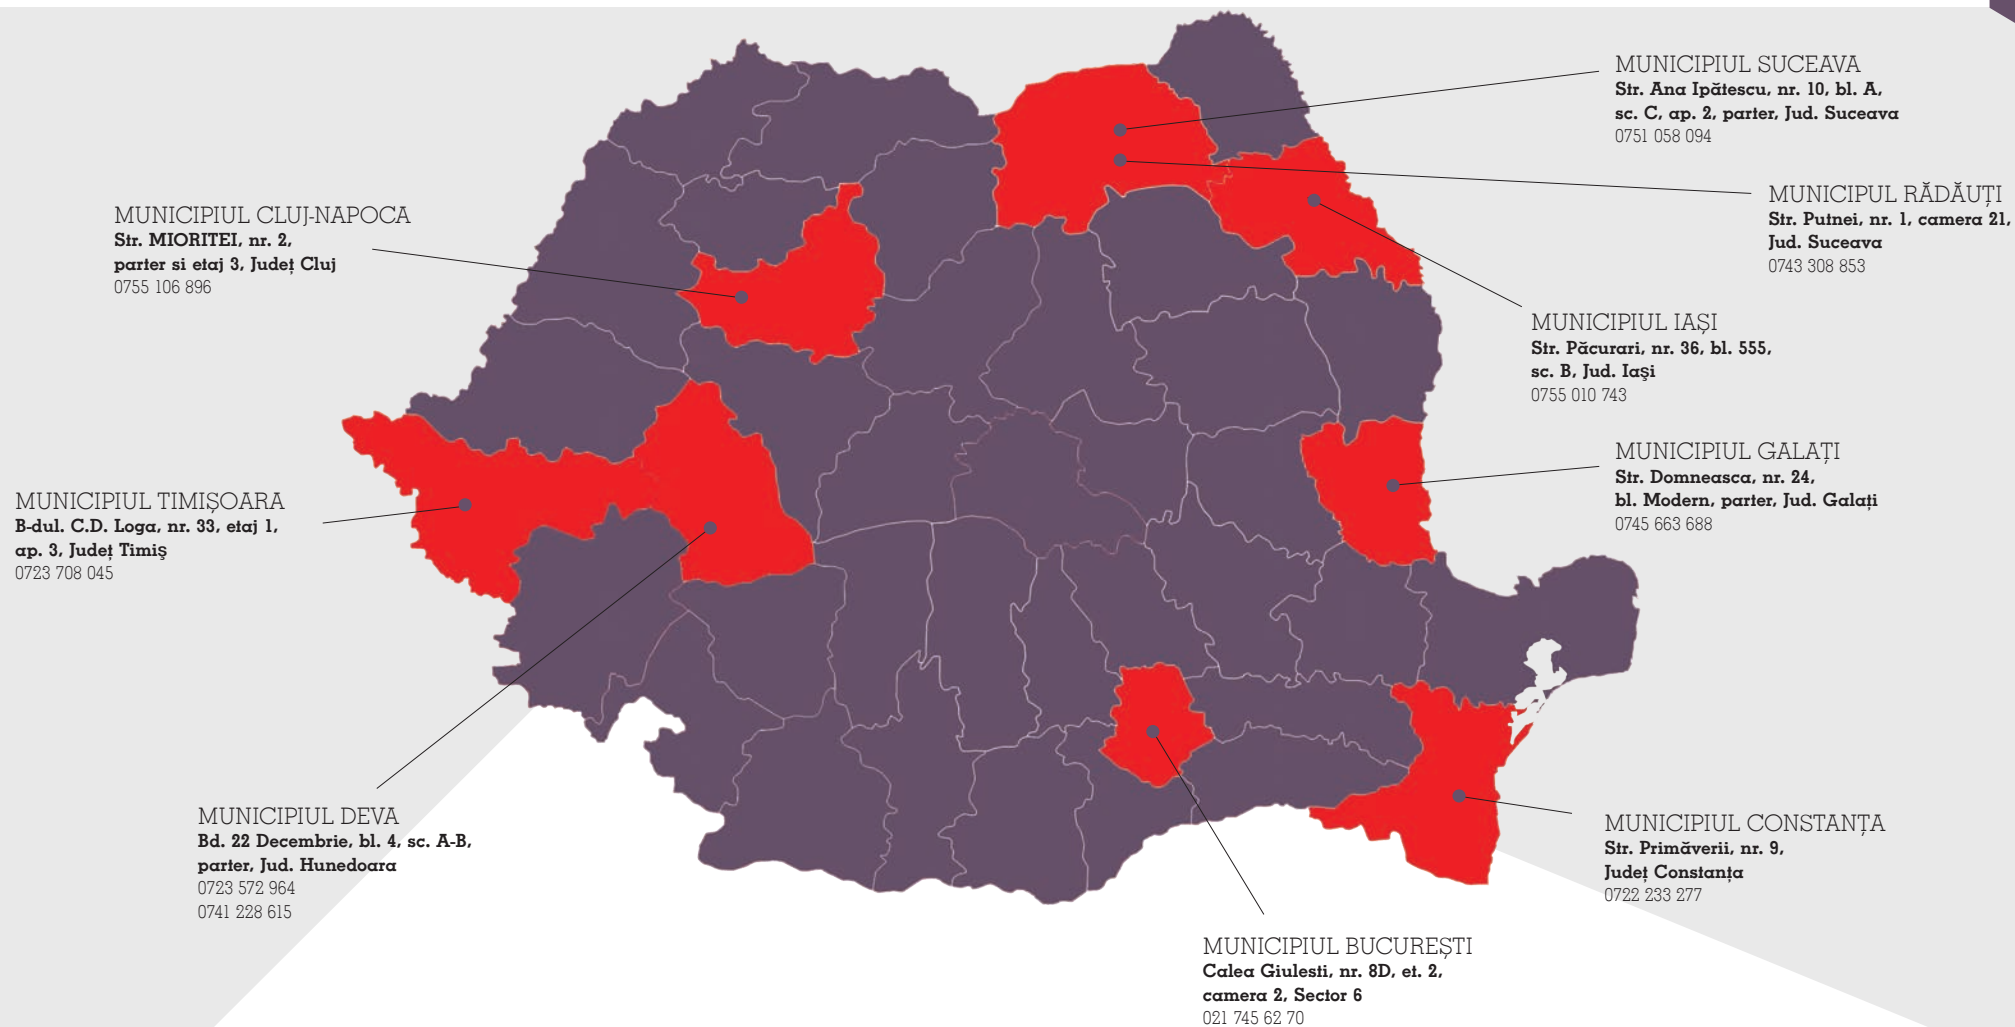 MUNICIPIUL SUCEAVA
Str. Ana Ipătescu, nr. 10, bl. A,
sc. C, ap. 2, parter, Jud. Suceava
0751 058 094
MUNICIPUL RĂDĂUȚI
Str. Putnei, nr. 1, camera 21,
Jud. Suceava
0743 308 853
MUNICIPIUL CLUJ-NAPOCA
Str. MIORITEI, nr. 2,
parter si etaj 3, Județ Cluj
0755 106 896
MUNICIPIUL IAȘI
Str. Păcurari, nr. 36, bl. 555,
sc. B, Jud. Iaşi
0755 010 743
MUNICIPIUL GALAȚI
Str. Domneasca, nr. 24,
bl. Modern, parter, Jud. Galați
0745 663 688
MUNICIPIUL TIMIȘOARA
B-dul. C.D. Loga, nr. 33, etaj 1,
ap. 3, Județ Timiş
0723 708 045
MUNICIPIUL DEVA
Bd. 22 Decembrie, bl. 4, sc. A-B,
parter, Jud. Hunedoara
0723 572 964
0741 228 615
MUNICIPIUL CONSTANȚA
Str. Primăverii, nr. 9,
Județ Constanța
0722 233 277
MUNICIPIUL BUCUREȘTI
Calea Giulesti, nr. 8D, et. 2,
camera 2, Sector 6
021 745 62 70